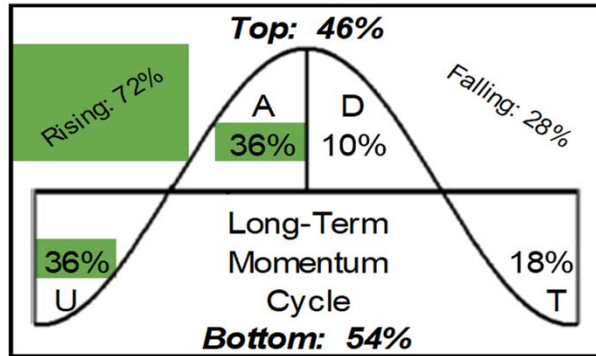 Top: 46%
Rising: 72%
Falling: 28%
A D
36% 10%
Long-Term
36% Momentum 18%
U Cycle T
Bottom: 54%